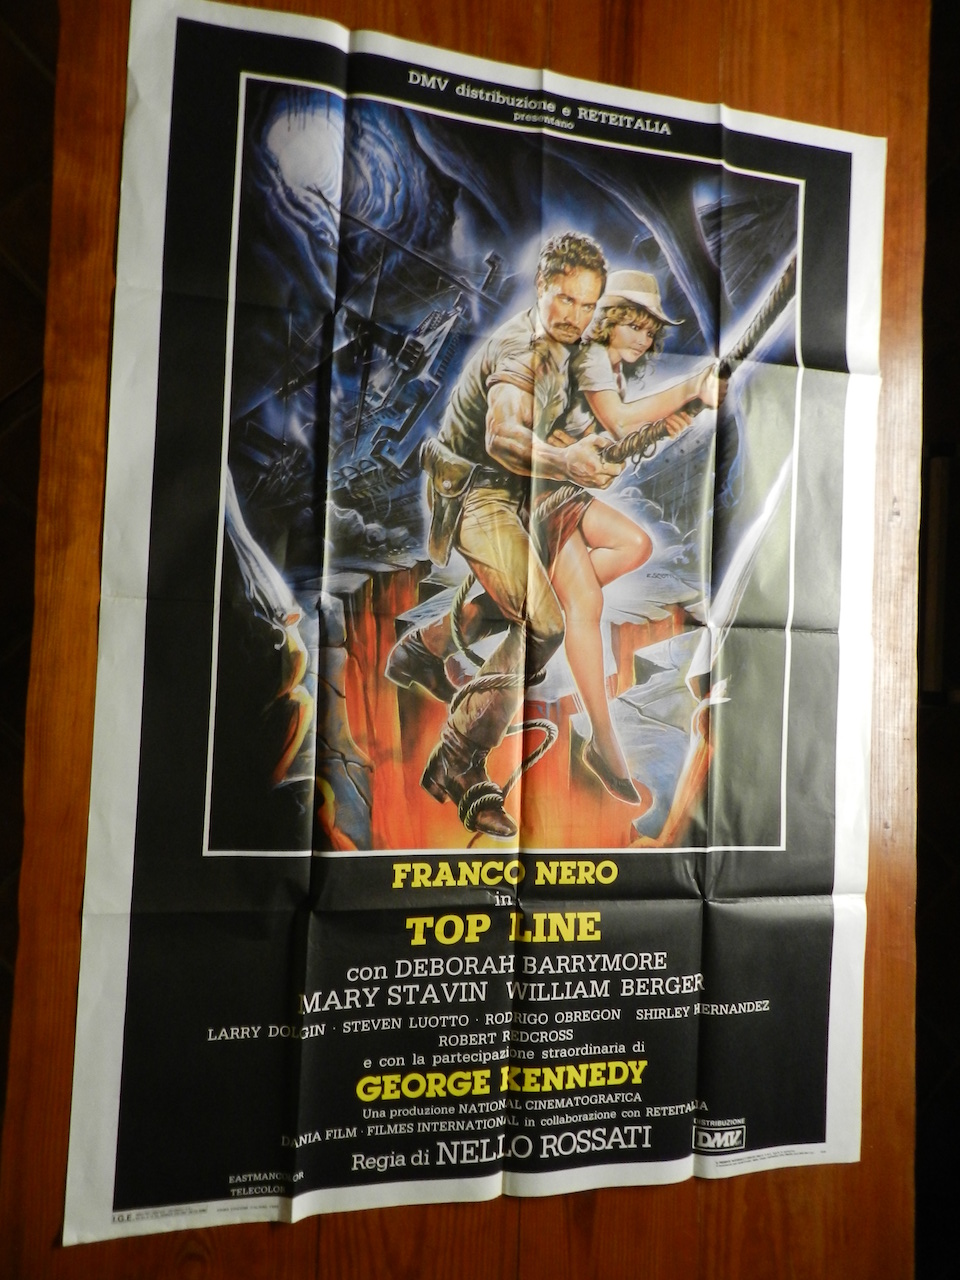 DMV distribuzione e RETEITALIA
presentano
FRANCO NERO
in
TOP LINE
con DEBORAH BARRYMORE
MARY STAVIN WILLIAM BERGER
LARRY DOLGIN · STEVEN LUOTTO · RODRIGO OBREGON SHIRLEY HERNANDEZ
ROBERT REDCROSS
e con la partecipazione straordinaria di
GEORGE KENNEDY
Una produzione NATIONAL CINEMATOGRAFICA
DANIA FILM · FILMES INTERNATIONAL in collaborazione con RETEITALIA
Regia di NELLO ROSSATI
DISTRIBUZIONE
DMV
EASTMANCOLOR
TELECOLOR
I.G.E.